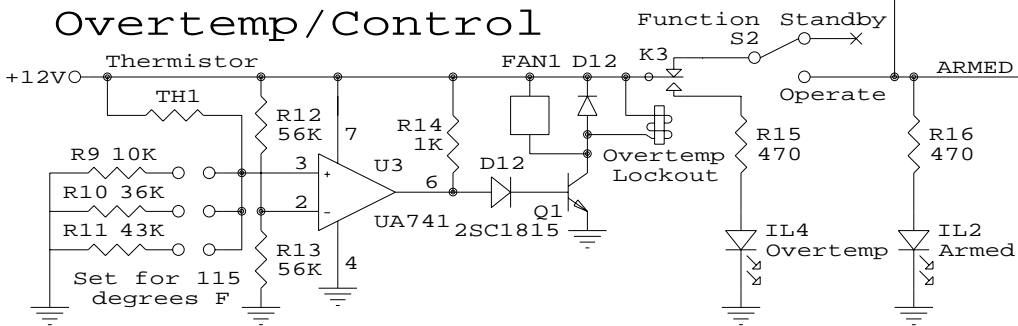 Overtemp/Control
Function Standby
S2
Thermistor
FAN1 D12
K3
+12V
ARMED
TH1
Operate
R12
56K
7
R14
1K
R15
470
R16
470
R9 10K
3
+
U3
D12
Overtemp
Lockout
R10 36K
6
2
-
Q1
R11 43K
UA741
2SC1815
IL4
Overtemp
IL2
Armed
R13
56K
4
Set for 115
degrees F